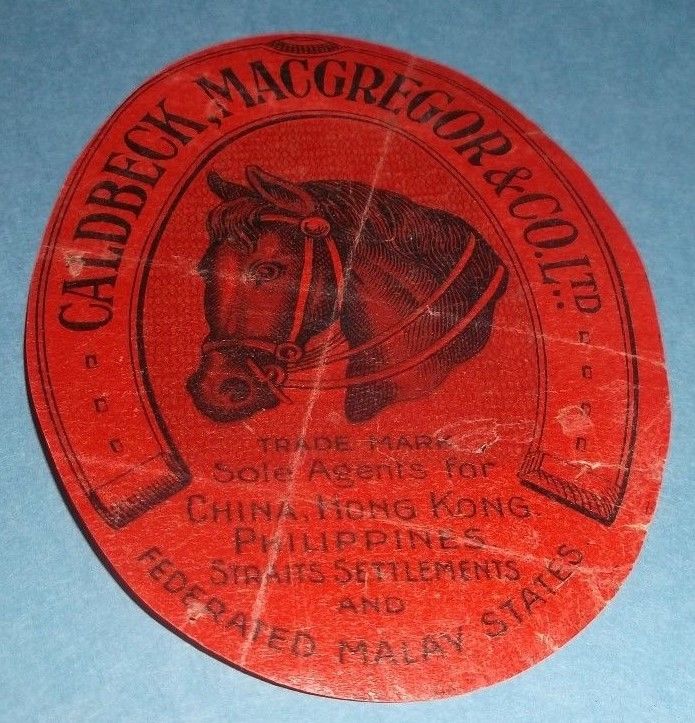 CALDBECK, MACGREGOR & CO. LTD
TRADE MARK
Sole Agents for
CHINA, HONG KONG,
PHILIPPINES
STRAITS SETTLEMENTS
AND
FEDERATED MALAY STATES